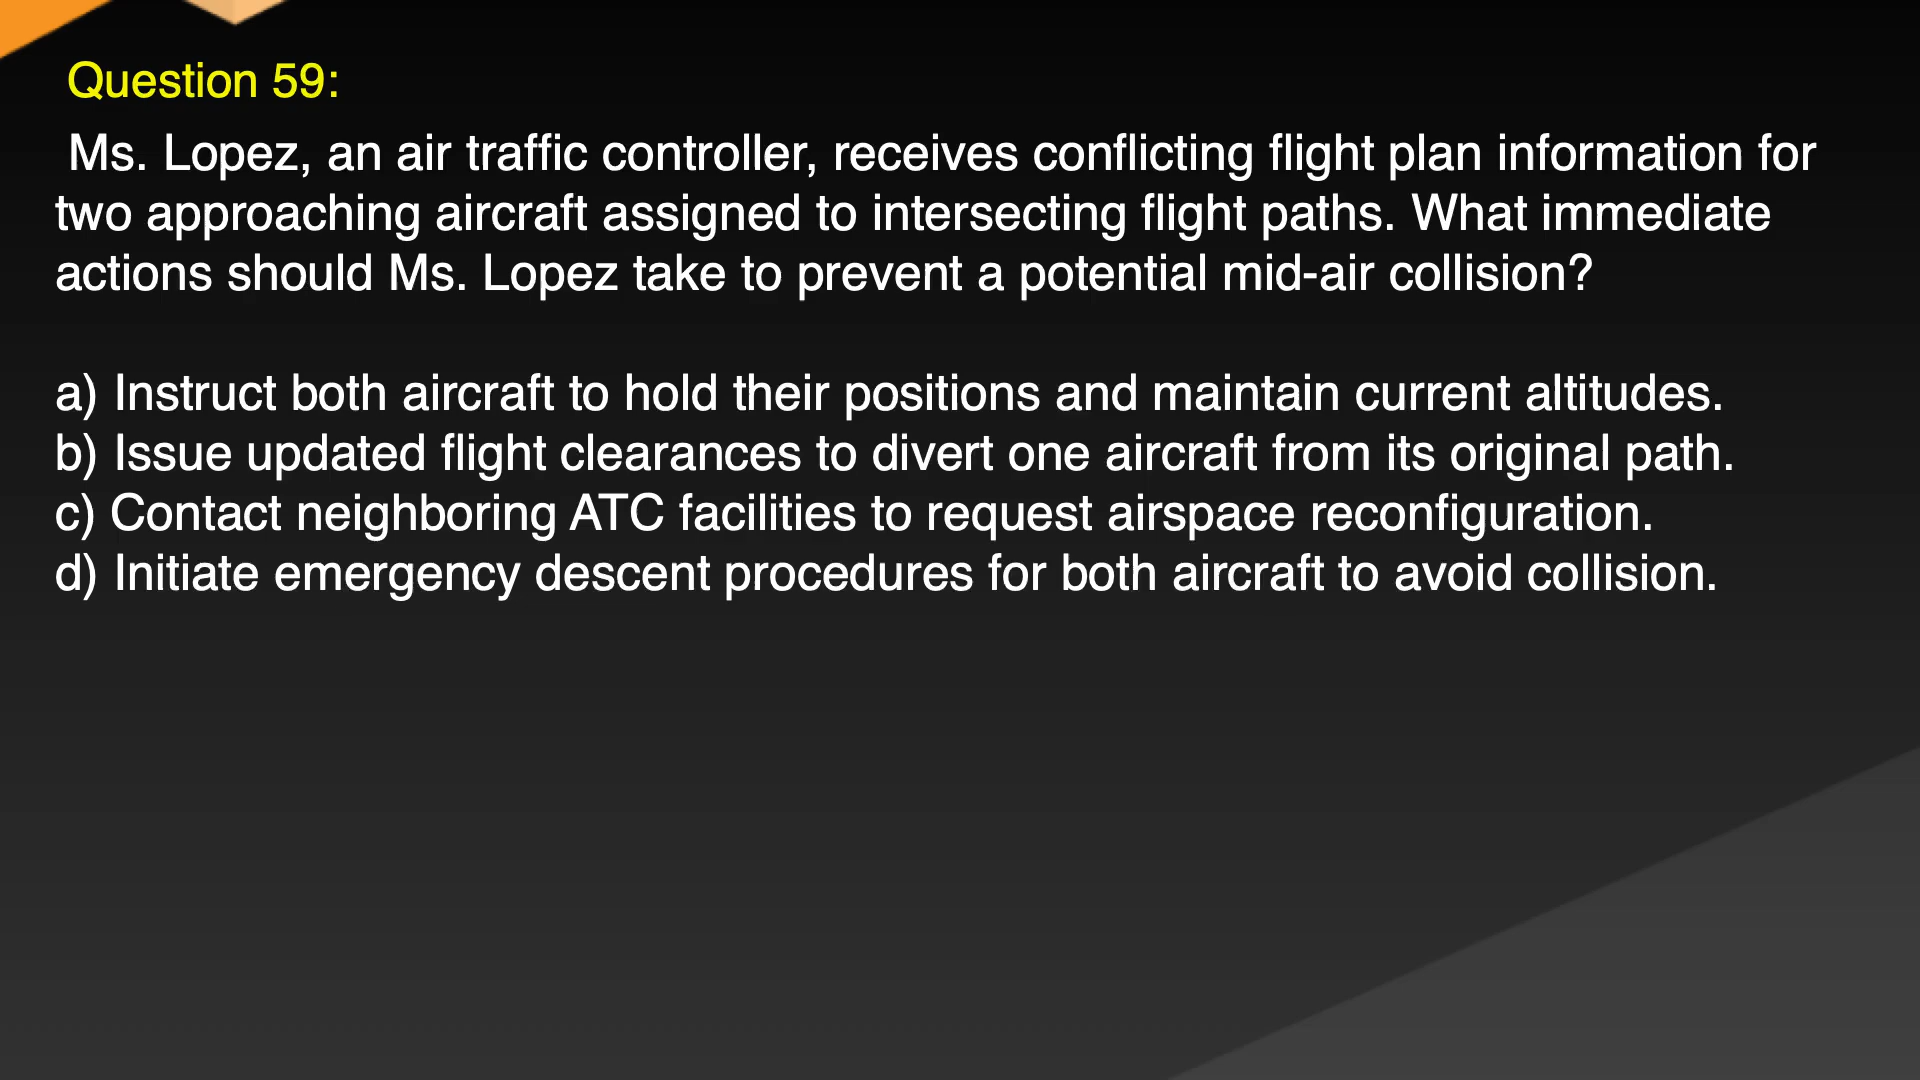 Question 59:
Ms. Lopez, an air traffic controller, receives conflicting flight plan information for
two approaching aircraft assigned to intersecting flight paths. What immediate
actions should Ms. Lopez take to prevent a potential mid-air collision?
a) Instruct both aircraft to hold their positions and maintain current altitudes.
b) Issue updated flight clearances to divert one aircraft from its original path.
c) Contact neighboring ATC facilities to request airspace reconfiguration.
d) Initiate emergency descent procedures for both aircraft to avoid collision.